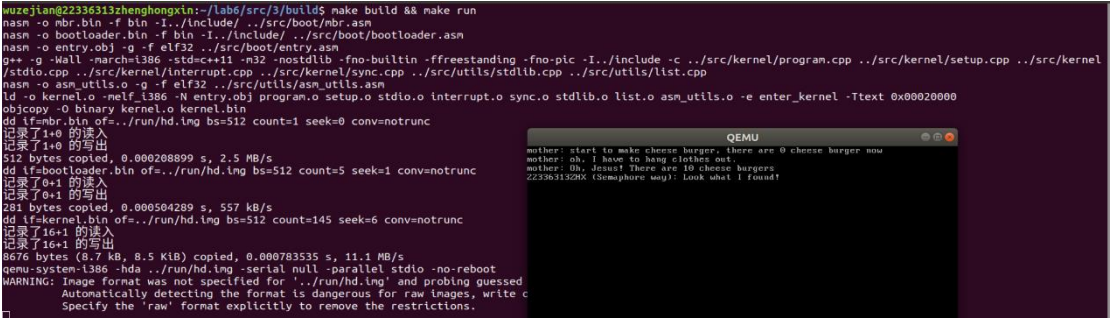 wuzejian@22336313zhenghongxin:~/lab6/src/3/build$ make build && make run
nasm -o mbr.bin -f bin -I../include/ ../src/boot/mbr.asm
nasm -o bootloader.bin -f bin -I../include/ ../src/boot/bootloader.asm
nasm -o entry.obj -g -f elf32 ../src/boot/entry.asm
g++ -g -Wall -march=i386 -std=c++11 -m32 -nostdlib -fno-builtin -ffreestanding -fno-pic -I../include -c ../src/kernel/program.cpp ../src/kernel/setup.cpp ../src/kernel
/stdio.cpp ../src/kernel/interrupt.cpp ../src/kernel/sync.cpp ../src/utils/stdlib.cpp ../src/utils/list.cpp
nasm -o asm_utils.o -g -f elf32 ../src/utils/asm_utils.asm
ld -o kernel.o -melf_i386 -N entry.obj program.o setup.o stdio.o interrupt.o sync.o stdlib.o list.o asm_utils.o -e enter_kernel -Ttext 0x00020000
objcopy -O binary kernel.o kernel.bin
dd if=mbr.bin of=../run/hd.img bs=512 count=1 seek=0 conv=notrunc
记录了1+0 的读入
记录了1+0 的写出
512 bytes copied, 0.000208899 s, 2.5 MB/s
dd if=bootloader.bin of=../run/hd.img bs=512 count=5 seek=1 conv=notrunc
记录了0+1 的读入
记录了0+1 的写出
281 bytes copied, 0.000504289 s, 557 kB/s
dd if=kernel.bin of=../run/hd.img bs=512 count=145 seek=6 conv=notrunc
记录了16+1 的读入
记录了16+1 的写出
8676 bytes (8.7 kB, 8.5 KiB) copied, 0.000783535 s, 11.1 MB/s
qemu-system-i386 -hda ../run/hd.img -serial null -parallel stdio -no-reboot
WARNING: Image format was not specified for '../run/hd.img' and probing guessed
Automatically detecting the format is dangerous for raw images, write c
Specify the 'raw' format explicitly to remove the restrictions.
QEMU
mother: start to make cheese burger, there are 0 cheese burger now
mother: oh, I have to hang clothes out.
mother: Oh, Jesus! There are 10 cheese burgers
22336313ZHX (Semaphore way): Look what I found!